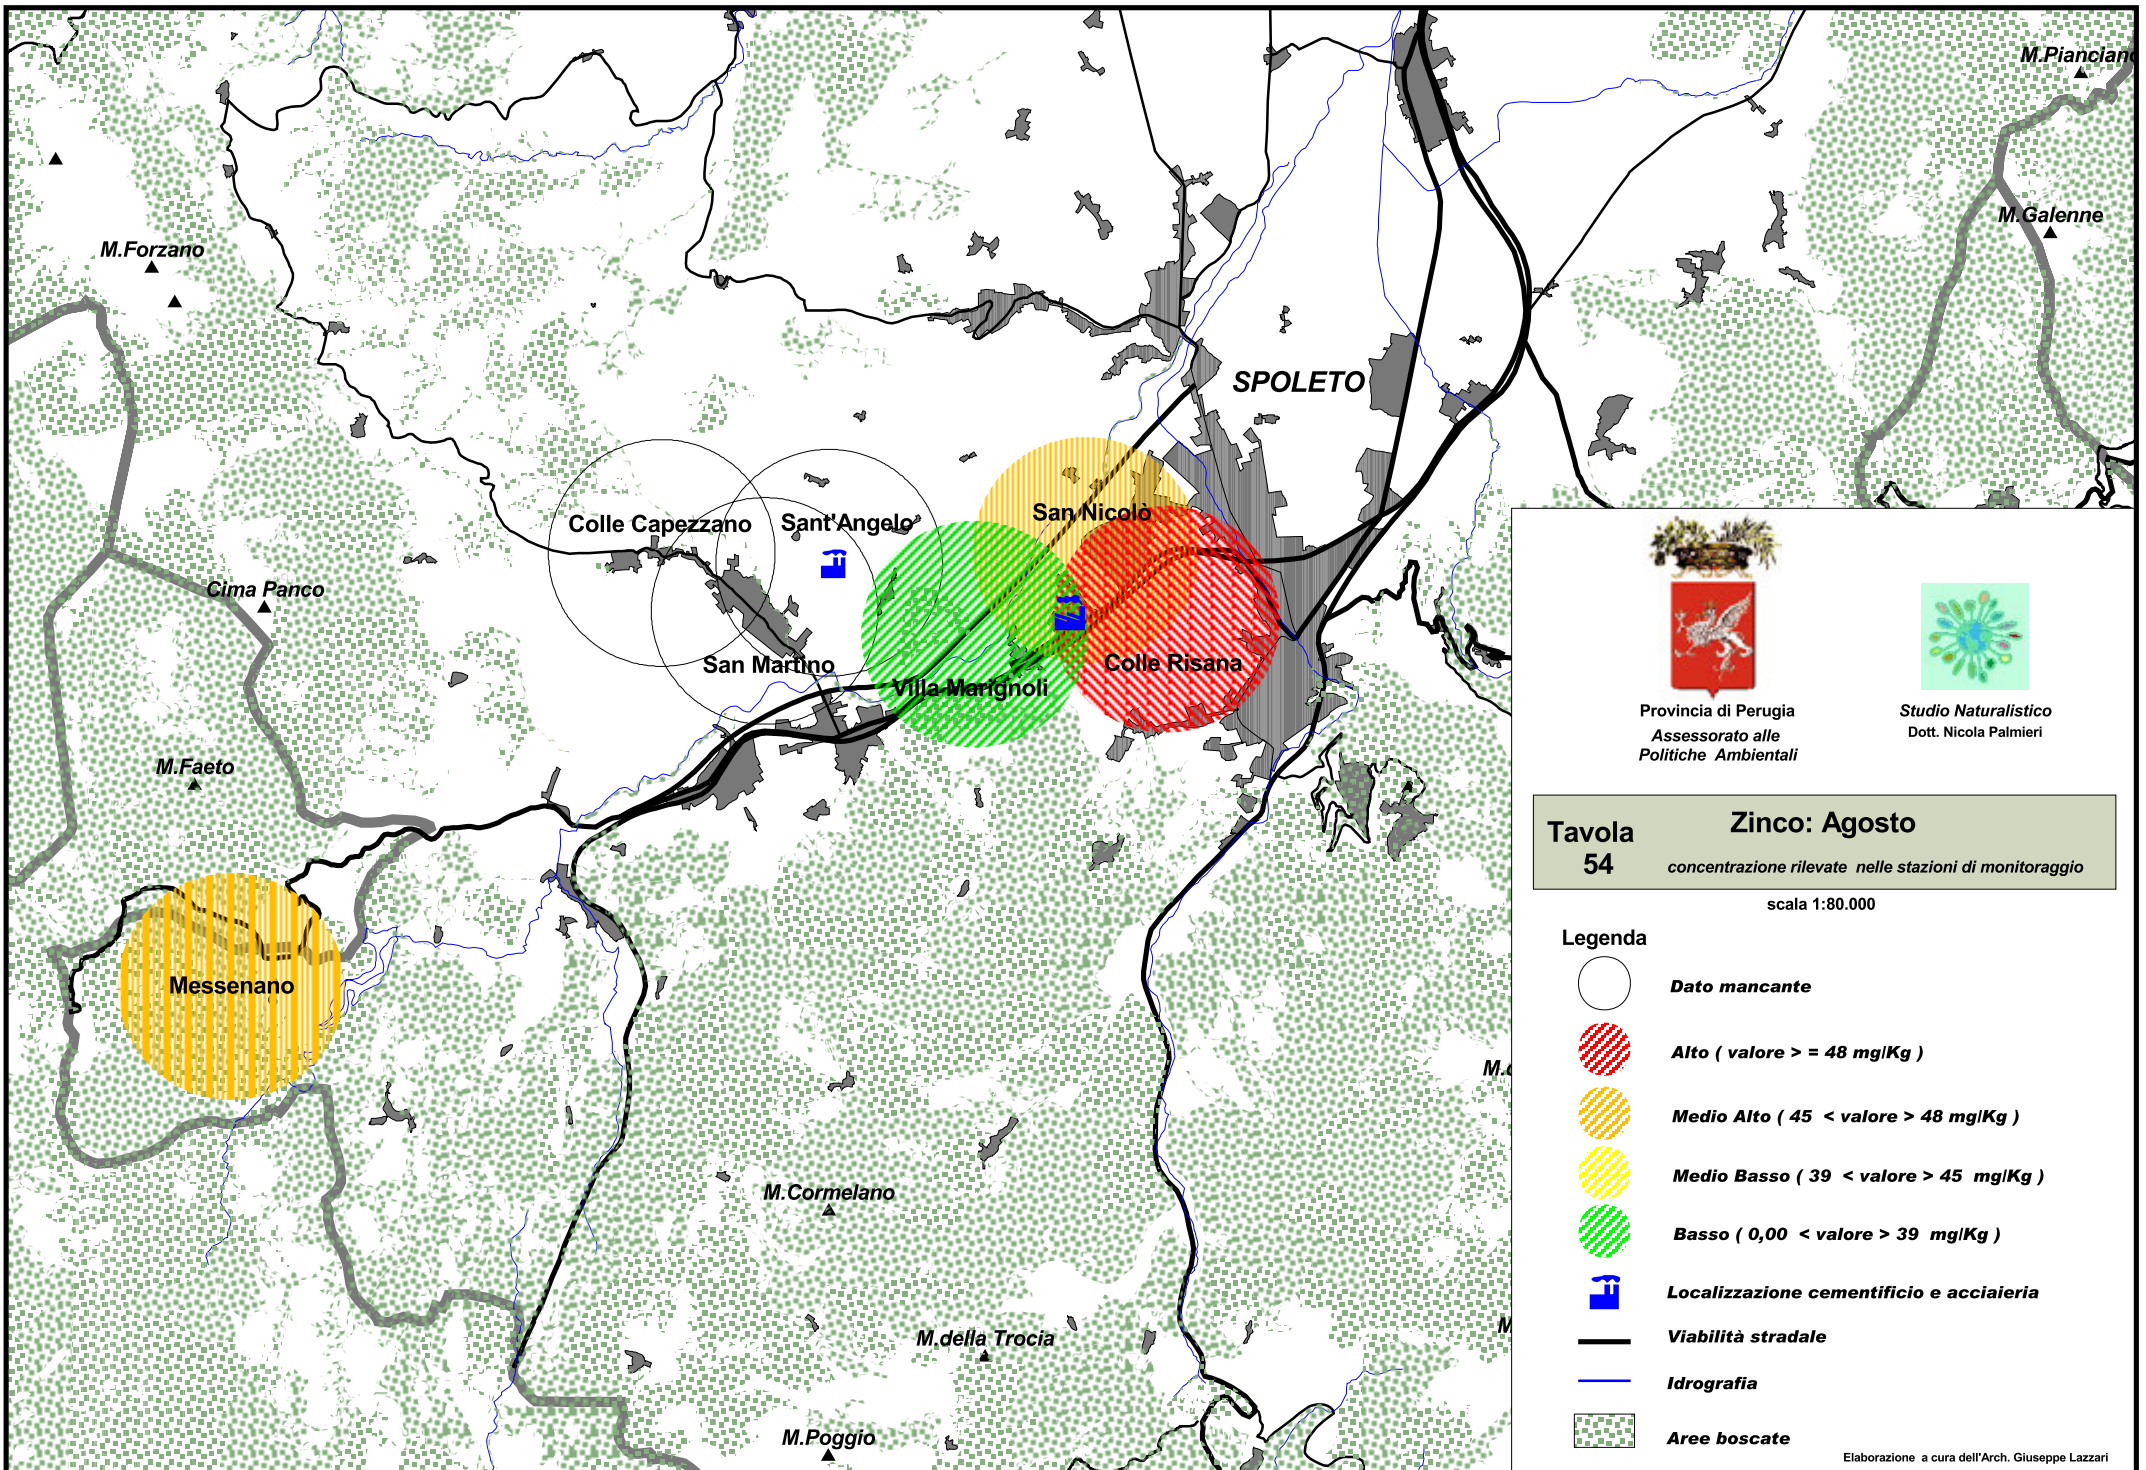 M.Pianciano
M.Galenne
M.Forzano
SPOLETO
San Nicolò
Colle Capezzano
Sant'Angelo
Cima Panco
San Martino
Colle Risana
Villa Marignoli
M.Faeto
Messenano
M.Cormelano
M.della Trocia
M.Poggio
Provincia di Perugia
Assessorato alle
Politiche Ambientali
Studio Naturalistico
Dott. Nicola Palmieri
Tavola
54
Zinco: Agosto
concentrazione rilevate nelle stazioni di monitoraggio
scala 1:80.000
Legenda
Dato mancante
Alto ( valore > = 48 mg/Kg )
Medio Alto ( 45 < valore > 48 mg/Kg )
Medio Basso ( 39 < valore > 45 mg/Kg )
Basso ( 0,00 < valore > 39 mg/Kg )
Localizzazione cementificio e acciaieria
Viabilità stradale
Idrografia
Aree boscate
Elaborazione a cura dell'Arch. Giuseppe Lazzari